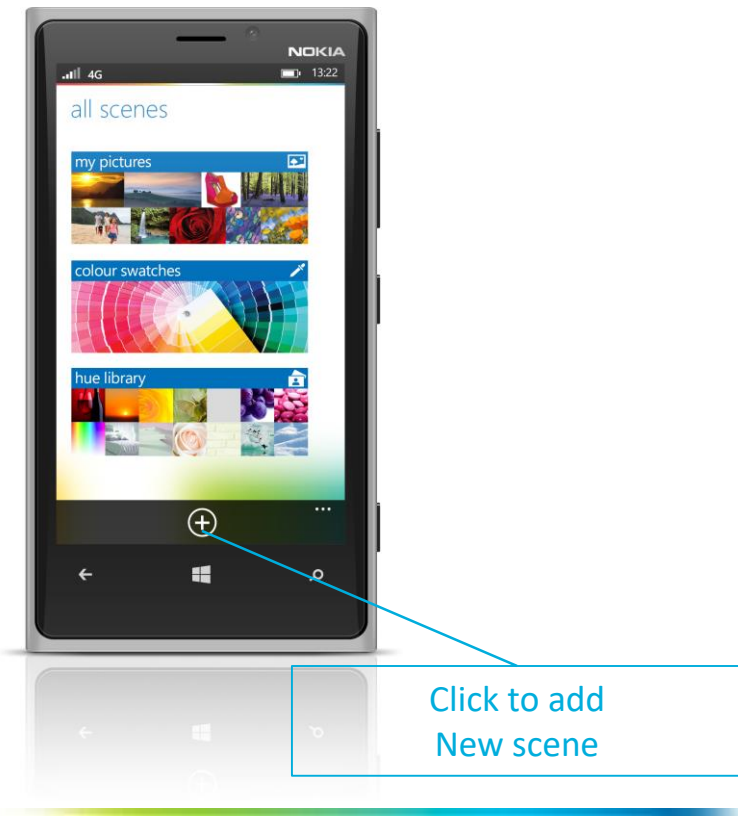 NOKIA
4G
13:22
all scenes
my pictures
colour swatches
hue library
Click to add
New scene